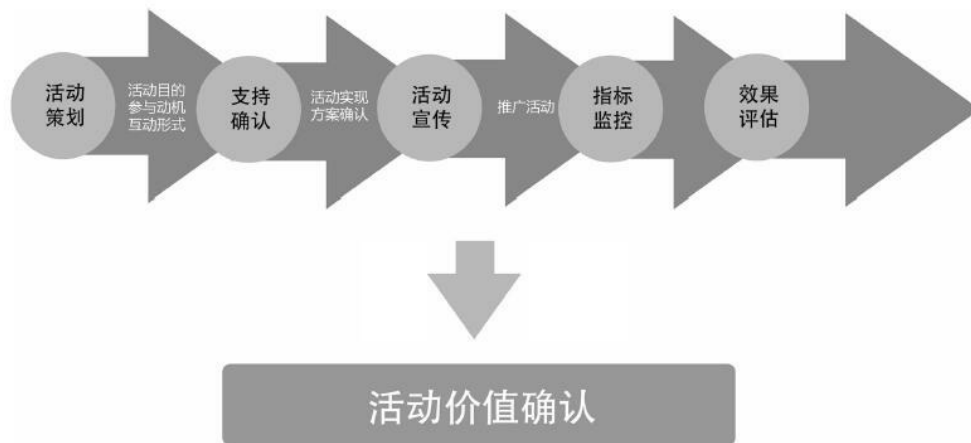 活动
策划
活动目的
参与动机
互动形式
支持
确认
活动实现
方案确认
活动
宣传
推广活动
指标
监控
效果
评估
活动价值确认